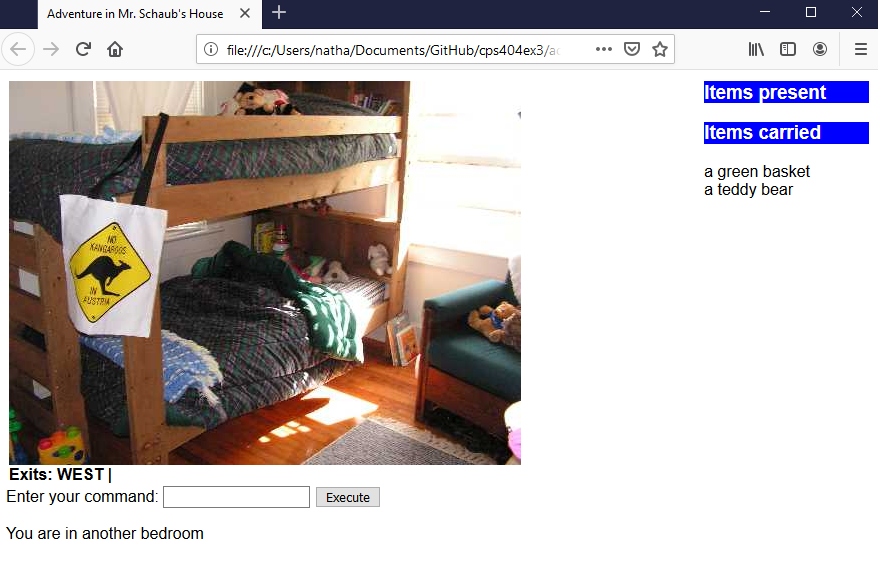 Adventure in Mr. Schaub's House
file:///c:/Users/natha/Documents/GitHub/cps404ex3/
Items present
Items carried
a green basket
a teddy bear
NO
KANGAROOS
IN
AUSTRIA
Exits: WEST |
Enter your command:
Execute
You are in another bedroom